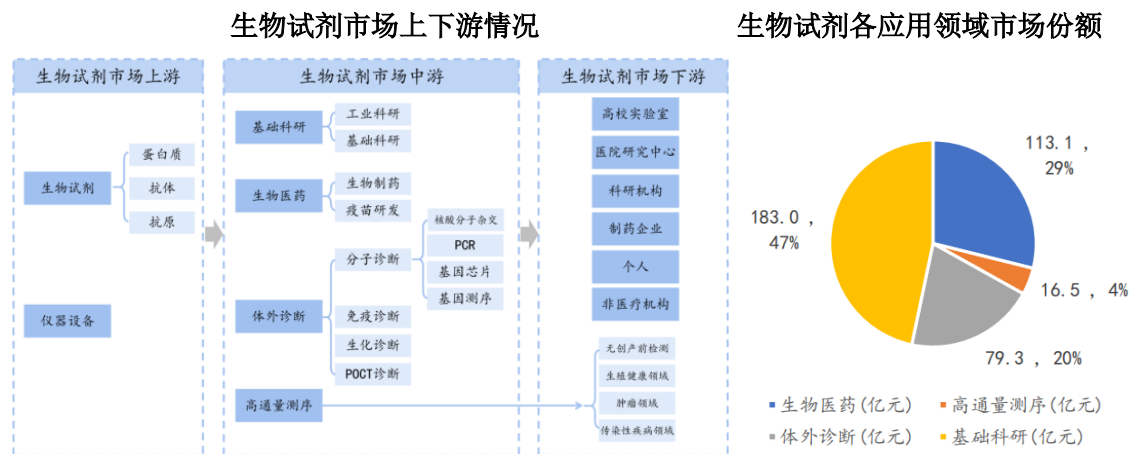 生物试剂市场上下游情况
生物试剂各应用领域市场份额
生物试剂市场上游
生物试剂
蛋白质
抗体
抗原
仪器设备
生物试剂市场中游
基础科研
工业科研
基础科研
生物医药
生物制药
疫苗研发
体外诊断
分子诊断
核酸分子杂交
PCR
基因芯片
基因测序
免疫诊断
生化诊断
POCT诊断
高通量测序
生物试剂市场下游
高校实验室
医院研究中心
科研机构
制药企业
个人
非医疗机构
无创产前检测
生殖健康领域
肿瘤领域
传染性疾病领域
113.1 ,
29%
183.0 ,
47%
16.5 , 4%
79.3 , 20%
生物医药(亿元)
高通量测序(亿元)
体外诊断(亿元)
基础科研(亿元)